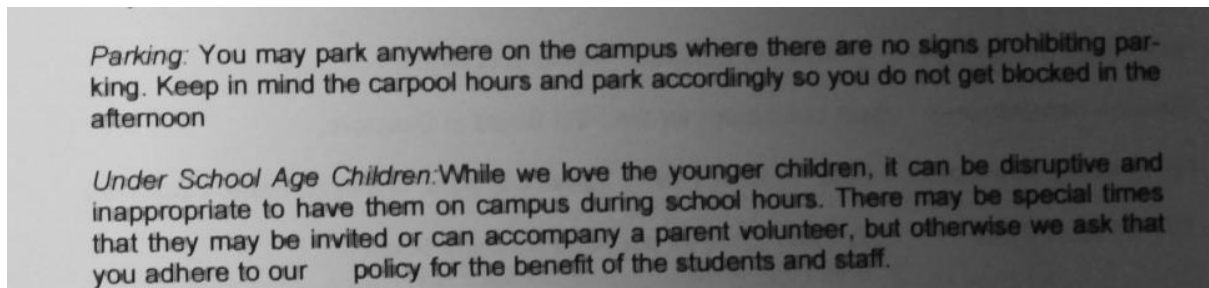 Parking: You may park anywhere on the campus where there are no signs prohibiting par-
king. Keep in mind the carpool hours and park accordingly so you do not get blocked in the
afternoon
Under School Age Children:While we love the younger children, it can be disruptive and
inappropriate to have them on campus during school hours. There may be special times
that they may be invited or can accompany a parent volunteer, but otherwise we ask that
you adhere to our policy for the benefit of the students and staff.